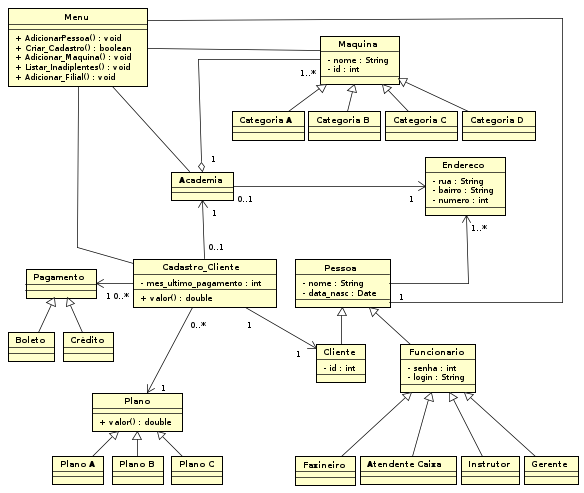 Menu
+ AdicionarPessoa() : void
+ Criar_Cadastro() : boolean
+ Adicionar_Maquina() : void
+ Listar_Inadiplentes() : void
+ Adicionar_Filial() : void
Maquina
- nome : String
- id : int
1..*
Categoria A
Categoria B
Categoria C
Categoria D
1
Academia
0..1
1
Endereco
- rua : String
- bairro : String
- numero : int
1
1..*
0..1
Pagamento
Cadastro_Cliente
- mes_ultimo_pagamento : int
+ valor() : double
1 0..*
Pessoa
- nome : String
- data_nasc : Date
1
Boleto
Crédito
0..*
1
1
Cliente
- id : int
Funcionario
- senha : int
- login : String
1
Plano
+ valor() : double
Plano A
Plano B
Plano C
Faxineiro
Atendente Caixa
Instrutor
Gerente